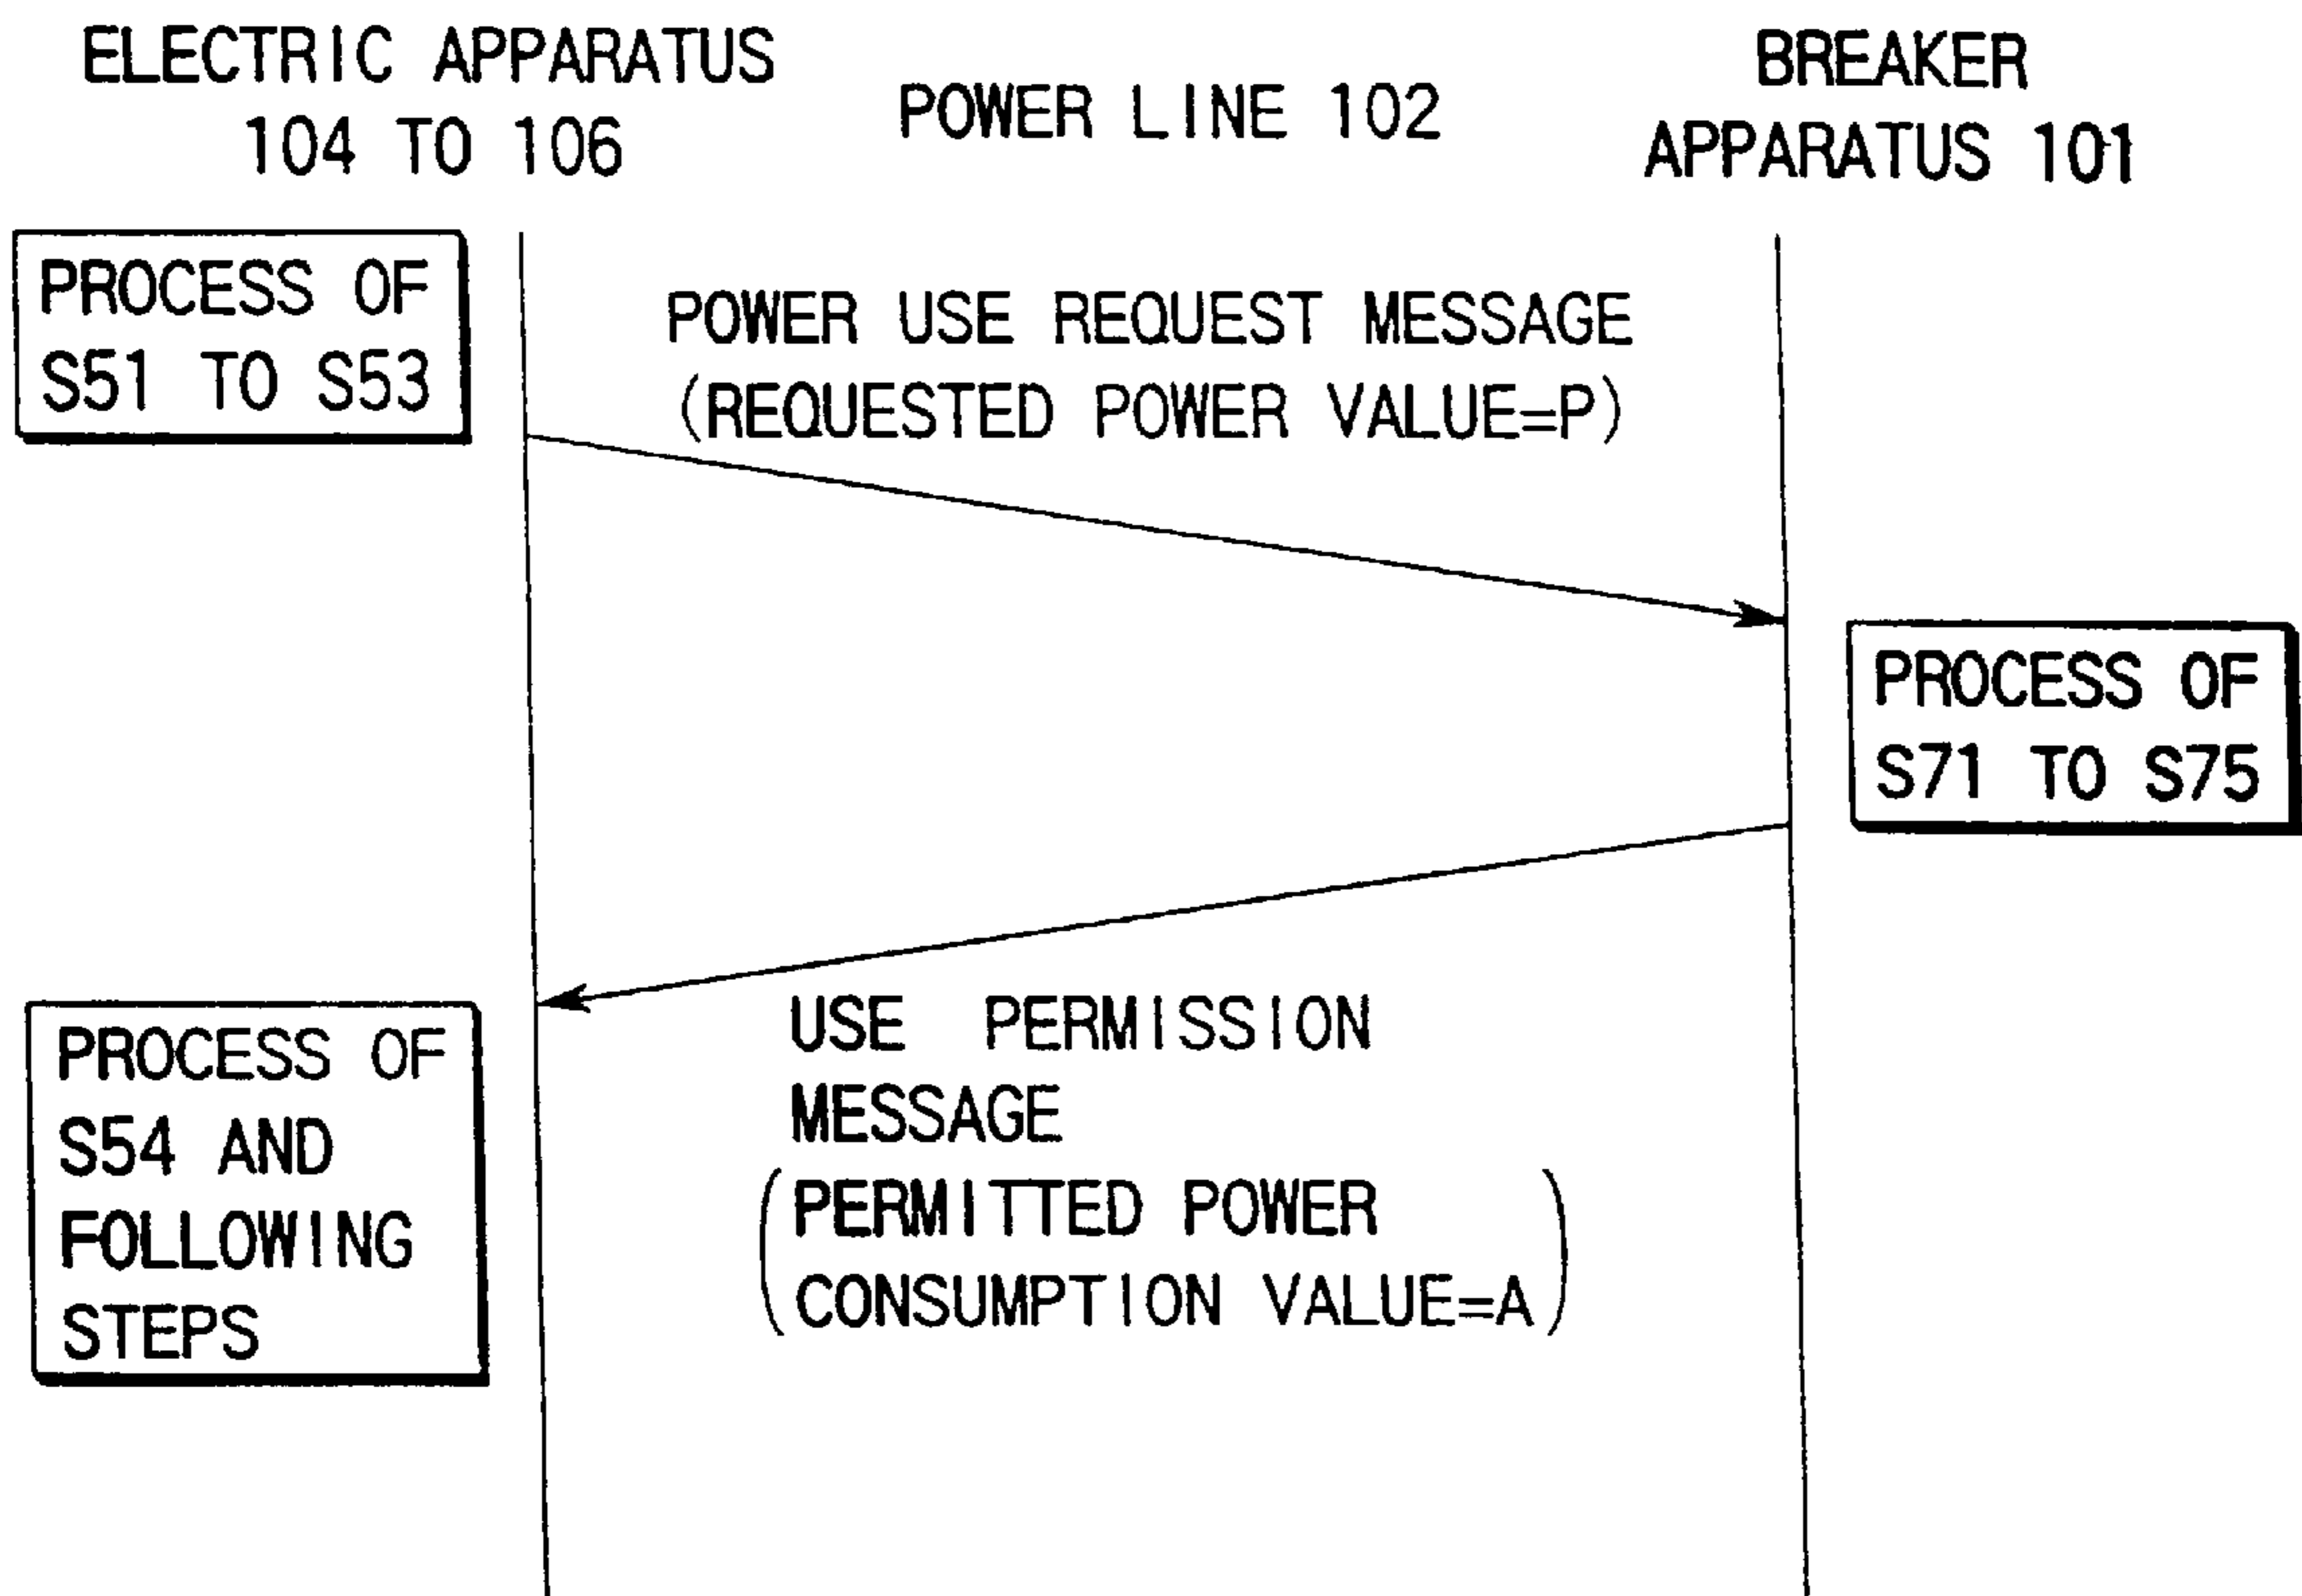 ELECTRIC APPARATUS
104 TO 106
POWER LINE 102
BREAKER
APPARATUS 101
PROCESS OF
S51 TO S53
POWER USE REQUEST MESSAGE
(REQUESTED POWER VALUE=P)
PROCESS OF
S71 TO S75
PROCESS OF
S54 AND
FOLLOWING
STEPS
USE PERMISSION
MESSAGE
(PERMITTED POWER
CONSUMPTION VALUE=A)